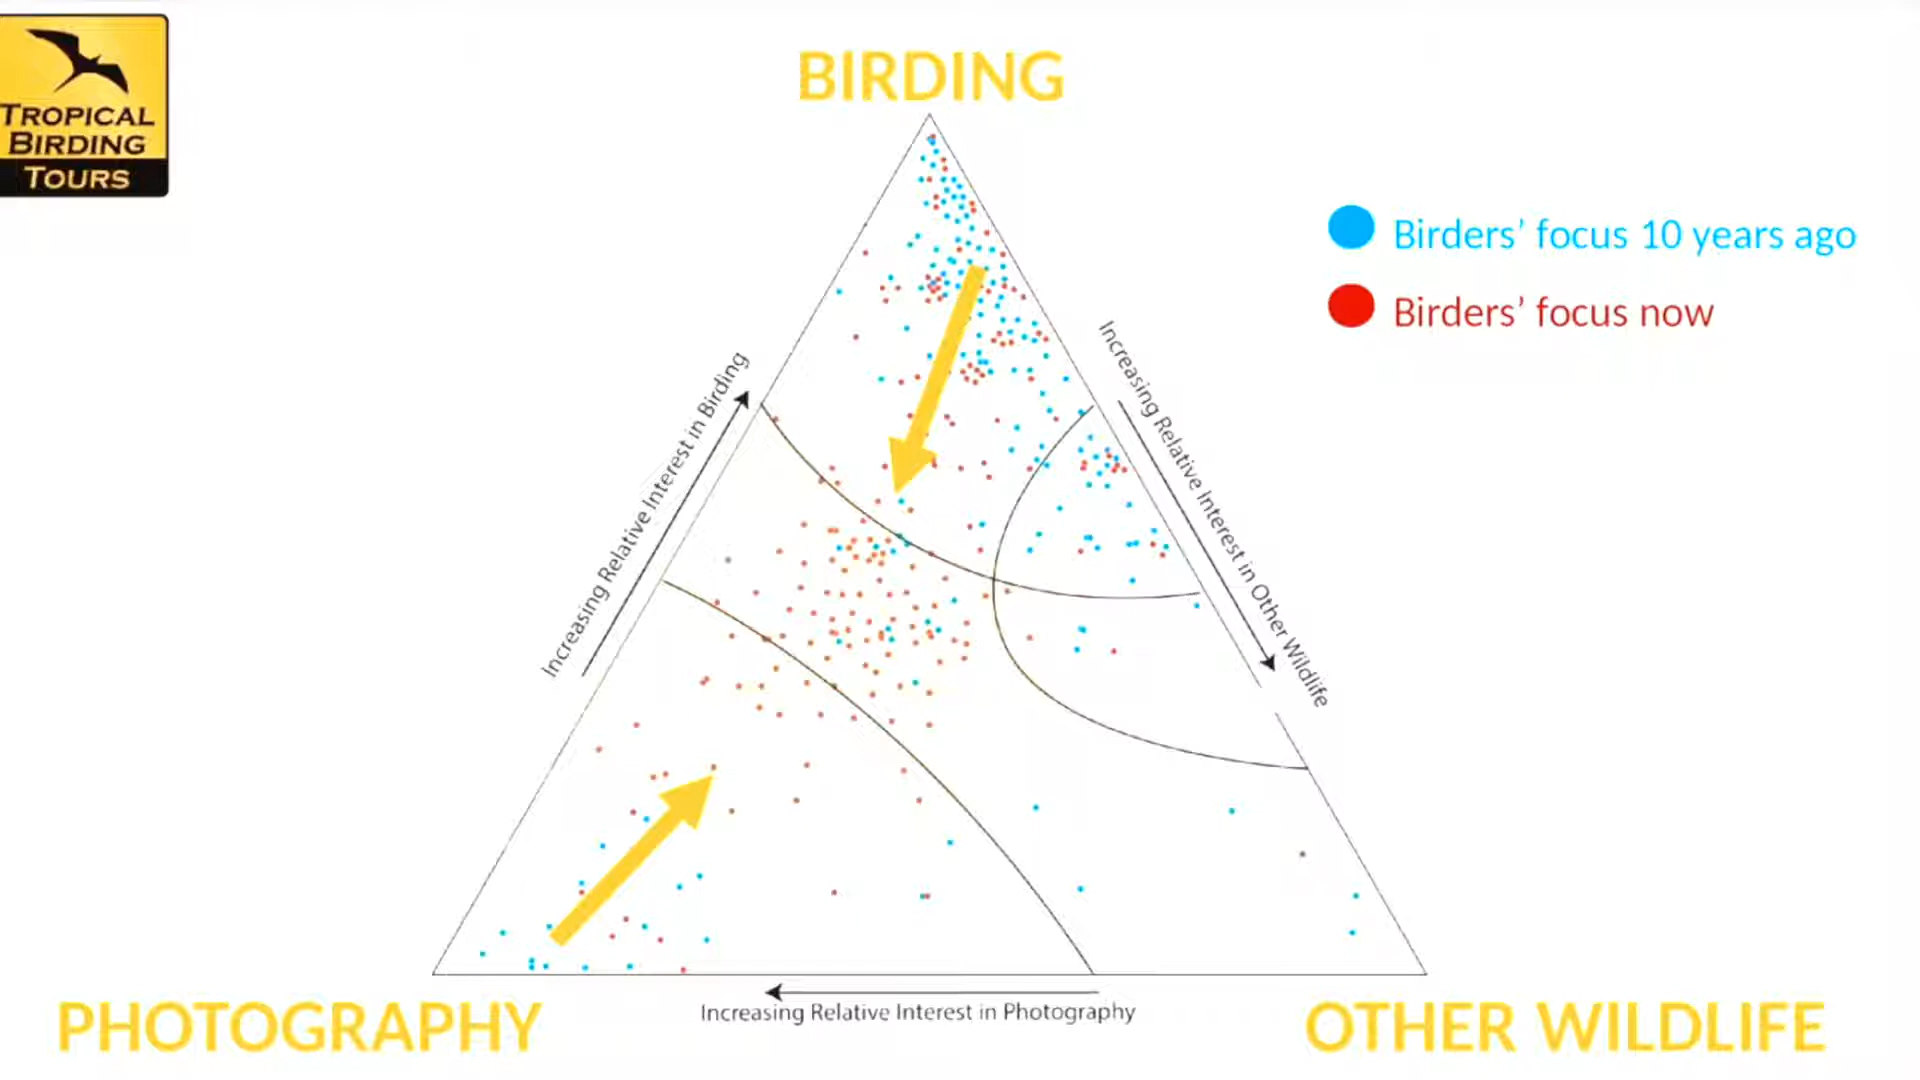 TROPICAL
BIRDING
TOURS
BIRDING
Birders’ focus 10 years ago
Birders’ focus now
Increasing Relative Interest in Birding
Increasing Relative Interest in Other Wildlife
Increasing Relative Interest in Photography
PHOTOGRAPHY
OTHER WILDLIFE